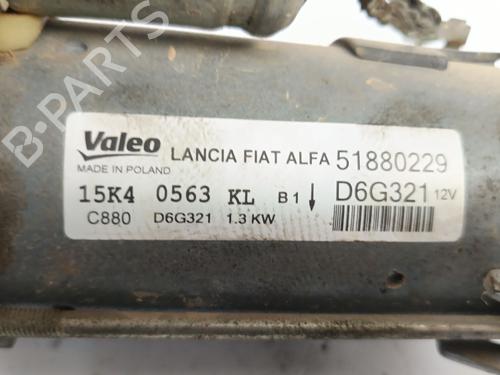 Valeo LANCIA FIAT ALFA 51880229
MADE IN POLAND
15K4 0563 KL B1 ↓ D6G321 12V
C880 D6G321 1.3 KW
B-PARTS